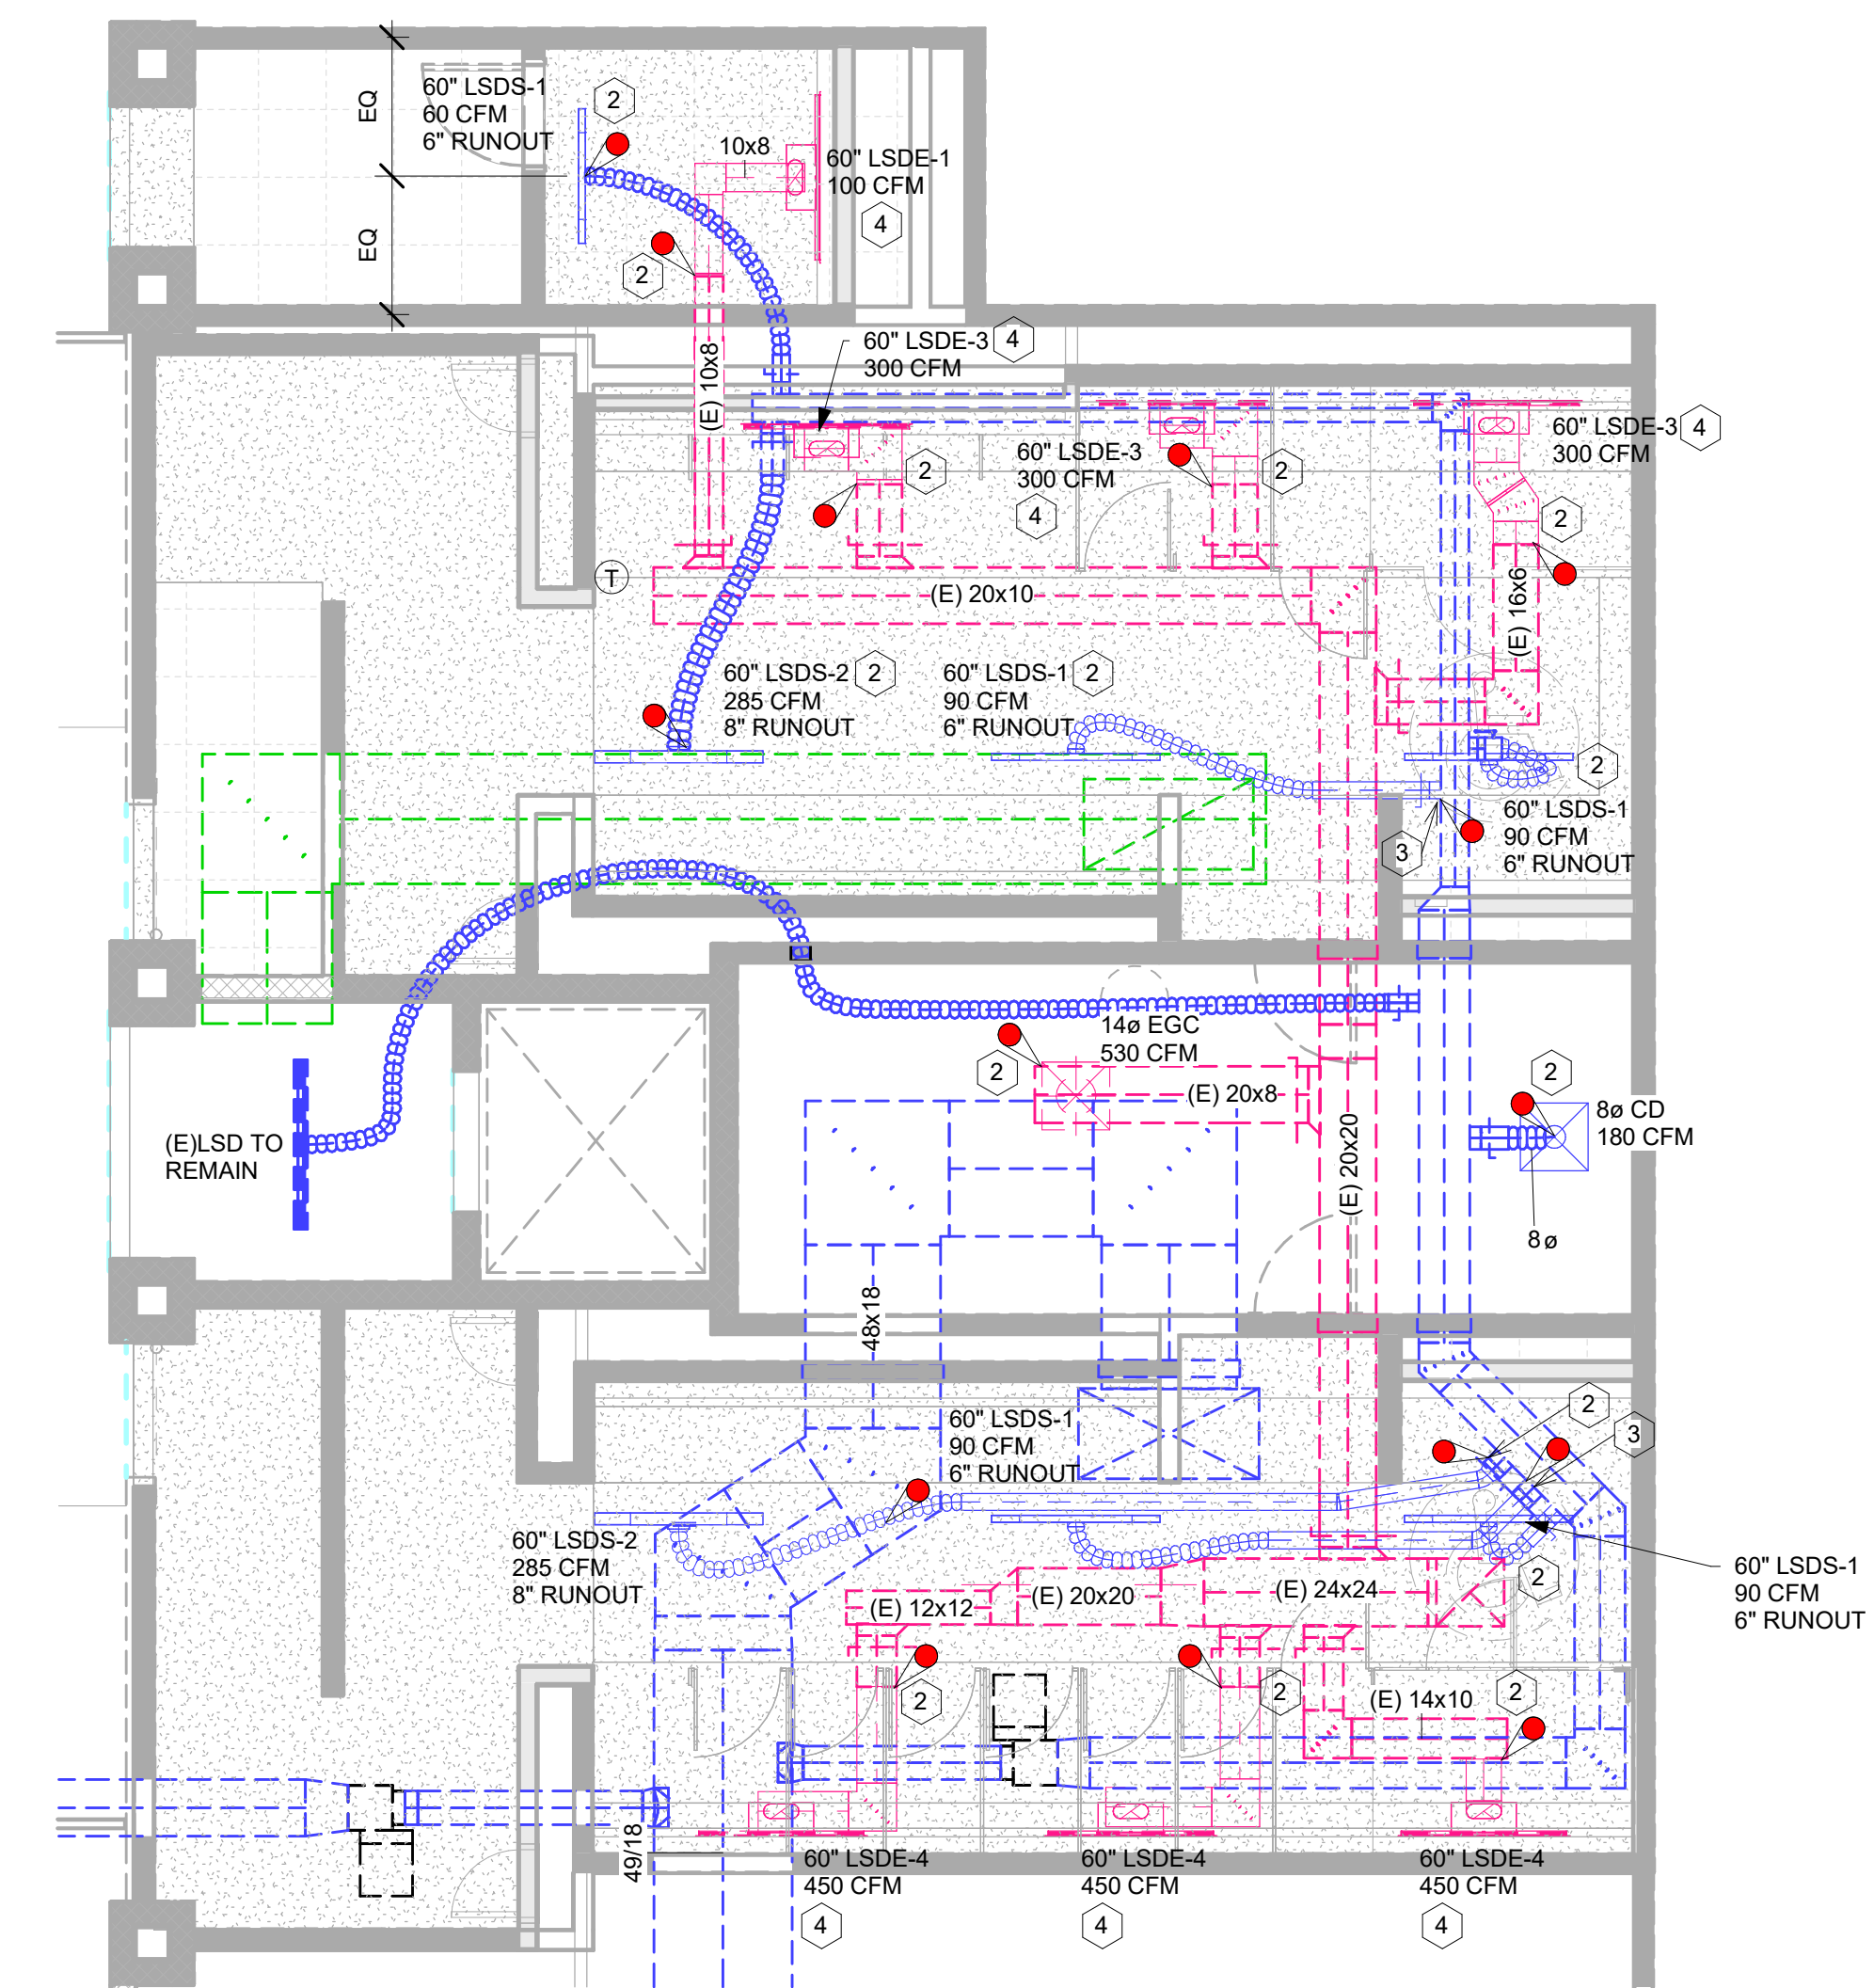 60" LSDS-1
60 CFM
6" RUNOUT
2
EQ
EQ
10x8
60" LSDE-1
100 CFM
4
2
(E) 10x8
60" LSDE-3
300 CFM
4
60" LSDE-3
300 CFM
4
2
60" LSDE-3
300 CFM
4
2
2
T
(E) 20x10
(E) 16x6
60" LSDS-2
285 CFM
8" RUNOUT
2
60" LSDS-1
90 CFM
6" RUNOUT
2
2
60" LSDS-1
90 CFM
6" RUNOUT
3
14ø EGC
530 CFM
2
(E) 20x8
2
8ø CD
180 CFM
8ø
(E)LSD TO
REMAIN
(E) 20x20
48x18
60" LSDS-1
90 CFM
6" RUNOUT
2
3
60" LSDS-2
285 CFM
8" RUNOUT
60" LSDS-1
90 CFM
6" RUNOUT
2
(E) 12x12
(E) 20x20
(E) 24x24
2
2
(E) 14x10
2
49/18
60" LSDE-4
450 CFM
4
60" LSDE-4
450 CFM
4
60" LSDE-4
450 CFM
4